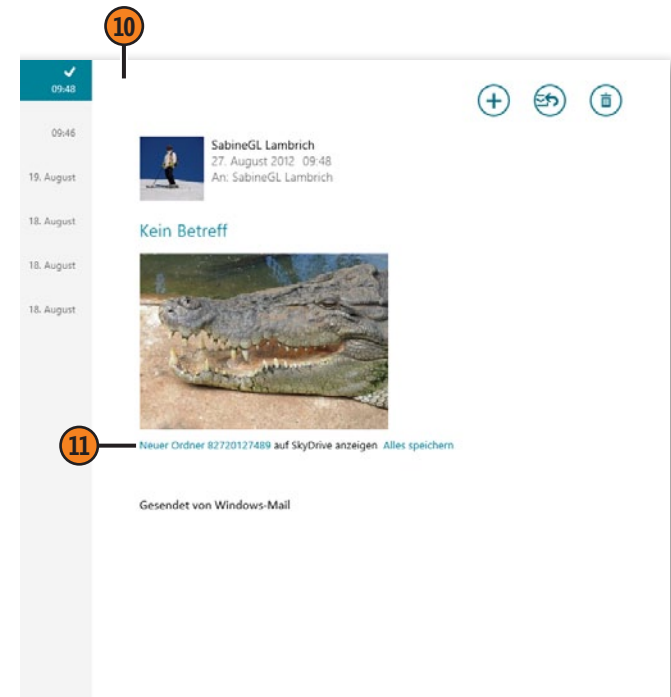 10
09:48
09:46
19. August
18. August
18. August
18. August
SabineGL Lambrich
27. August 2012 09:48
An: SabineGL Lambrich
Kein Betreff
11
Neuer Ordner 82720127489 auf SkyDrive anzeigen Alles speichern
Gesendet von Windows-Mail